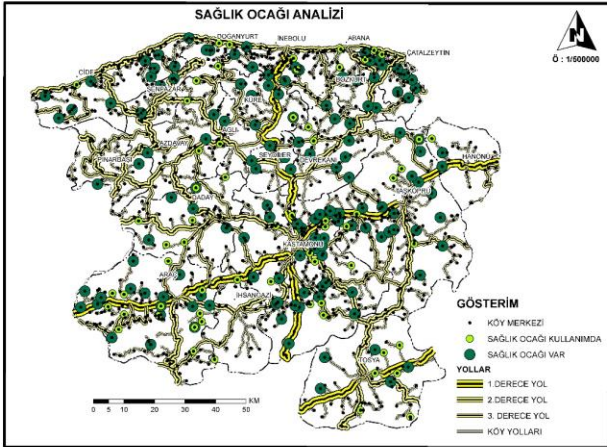 SAĞLIK OCAĞI ANALİZİ
N
Ö : 1/500000
DOĞANYURT
İNEBOLU
ABANA
ÇATALZEYTİN
CİDE
ŞENPAZAR
KÜRE
BOZKURT
AĞLI
AZDAVAY
PINARBAŞI
SEYDİLER
DEVREKANİ
HANÖNÜ
TAŞKÖPRÜ
DADAY
KASTAMONU
ARAÇ
İHSANGAZİ
TOSYA
GÖSTERİM
KÖY MERKEZİ
SAĞLIK OCAĞI KULLANIMDA
SAĞLIK OCAĞI VAR
YOLLAR
1.DERECE YOL
2.DERECE YOL
3. DERECE YOL
KÖY YOLLARI
0 5 10 20 30 40 50
KM